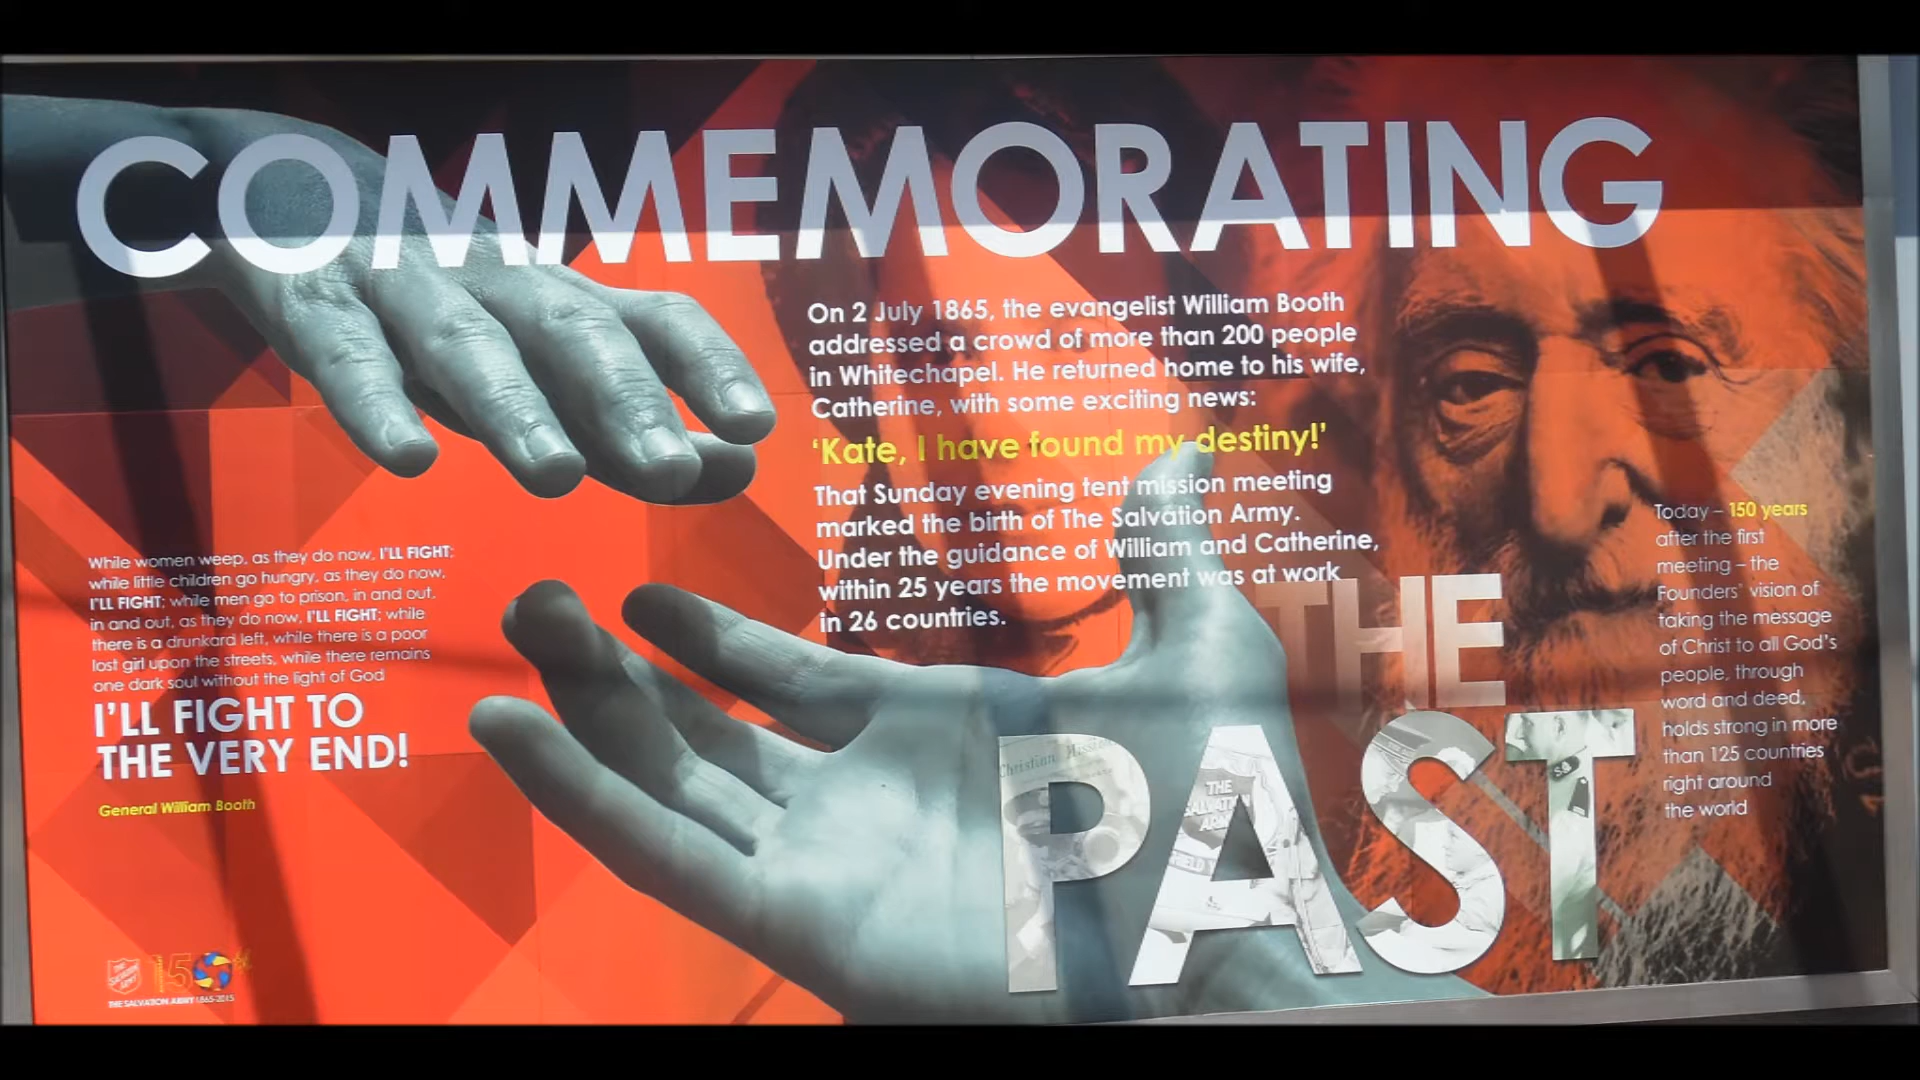 COMMEMORATING
On 2 July 1865, the evangelist William Booth
addressed a crowd of more than 200 people
in Whitechapel. He returned home to his wife,
Catherine, with some exciting news:
‘Kate, I have found my destiny!’
That Sunday evening tent mission meeting
marked the birth of The Salvation Army.
Under the guidance of William and Catherine,
within 25 years the movement was at work
in 26 countries.
THE
PAST
Christian Mission
THE
SALVATION
ARMY
While women weep, as they do now, I'LL FIGHT;
while little children go hungry, as they do now,
I'LL FIGHT; while men go to prison, in and out,
in and out, as they do now, I'LL FIGHT; while
there is a drunkard left, while there is a poor
lost girl upon the streets, while there remains
one dark soul without the light of God
I'LL FIGHT TO
THE VERY END!
General William Booth
Today – 150 years
after the first
meeting – the
Founders' vision of
taking the message
of Christ to all God's
people, through
word and deed,
holds strong in more
than 125 countries
right around
the world
THE
SALVATION
ARMY
150
THE SALVATION ARMY 1865-2015